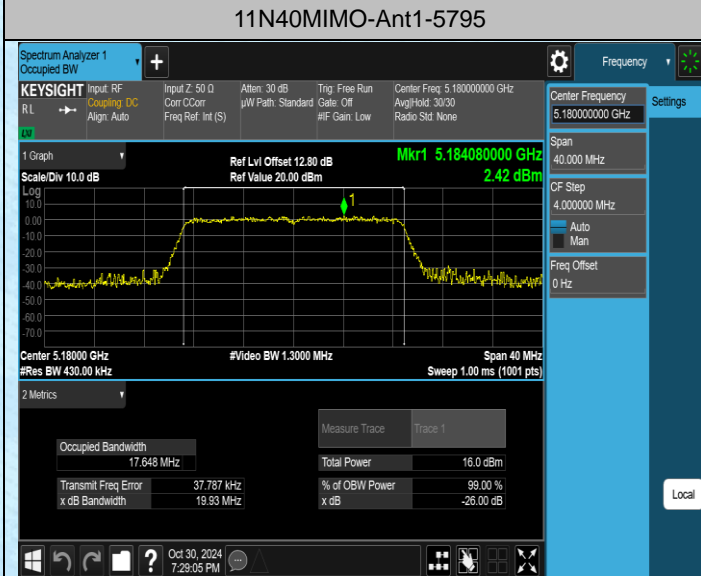 11N40MIMO-Ant1-5795
Spectrum Analyzer 1
Occupied BW
Frequency
KEYSIGHT
RL
LXI
Input: RF
Coupling: DC
Align: Auto
Input Z: 50 Ω
Corr CCorr
Freq Ref: Int (S)
Atten: 30 dB
µW Path: Standard
Trig: Free Run
Gate: Off
#IF Gain: Low
Center Freq: 5.180000000 GHz
Avg|Hold: 30/30
Radio Std: None
Center Frequency
5.180000000 GHz
Settings
Span
40.000 MHz
CF Step
4.000000 MHz
Auto
Man
Freq Offset
0 Hz
1 Graph
Scale/Div 10.0 dB
Ref Lvl Offset 12.80 dB
Ref Value 20.00 dBm
Mkr1 5.184080000 GHz
2.42 dBm
Log
10.0
0.00
-10.0
-20.0
-30.0
-40.0
-50.0
-60.0
-70.0
1
Center 5.18000 GHz
#Res BW 430.00 kHz
#Video BW 1.3000 MHz
Span 40 MHz
Sweep 1.00 ms (1001 pts)
2 Metrics
Measure Trace
Trace 1
Occupied Bandwidth
17.648 MHz
Total Power
16.0 dBm
Transmit Freq Error
37.787 kHz
% of OBW Power
99.00 %
x dB Bandwidth
19.93 MHz
x dB
-26.00 dB
Local
?
Oct 30, 2024
7:29:05 PM